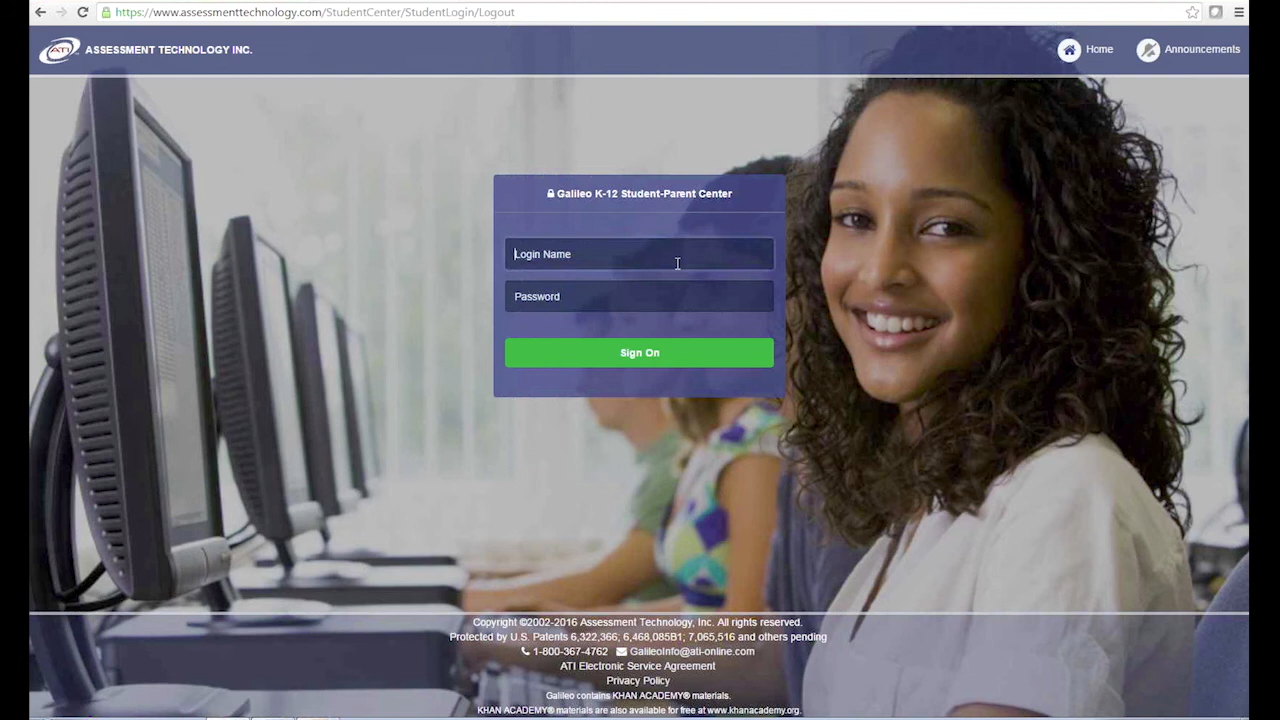 https://www.assessmenttechnology.com/StudentCenter/StudentLogin/Logout
ATI ASSESSMENT TECHNOLOGY INC.
Home Announcements
Galileo K-12 Student-Parent Center
Login Name
Password
Sign On
Copyright ©2002-2016 Assessment Technology, Inc. All rights reserved.
Protected by U.S. Patents 6,322,366; 6,468,085B1; 7,065,516 and others pending
1-800-367-4762 GalileoInfo@ati-online.com
ATI Electronic Service Agreement
Privacy Policy
Galileo contains KHAN ACADEMY® materials.
KHAN ACADEMY® materials are also available for free at www.khanacademy.org.